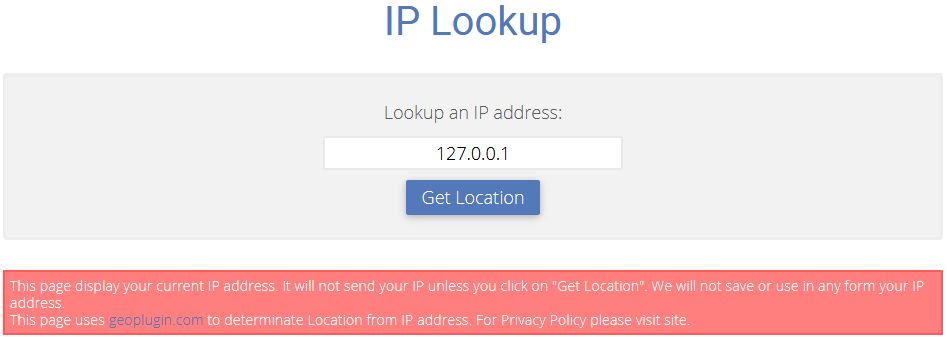 IP Lookup
Lookup an IP address:
127.0.0.1
Get Location
This page display your current IP address. It will not send your IP unless you click on "Get Location". We will not save or use in any form your IP
address.
This page uses geoplugin.com to determinate Location from IP address. For Privacy Policy please visit site.